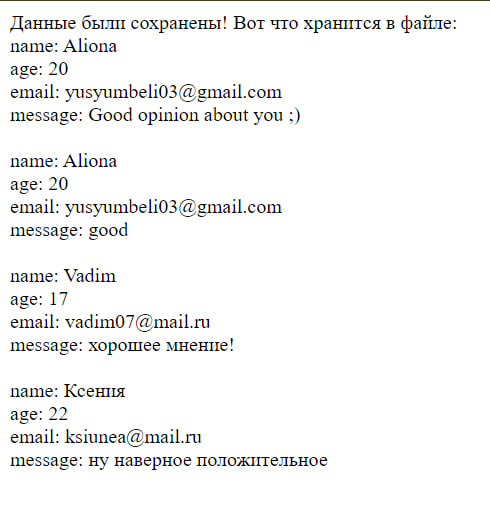 Данные были сохранены! Вот что хранится в файле:
name: Aliona
age: 20
email: yusyumbeli03@gmail.com
message: Good opinion about you ;)
name: Aliona
age: 20
email: yusyumbeli03@gmail.com
message: good
name: Vadim
age: 17
email: vadim07@mail.ru
message: хорошее мнение!
name: Ксения
age: 22
email: ksiunea@mail.ru
message: ну наверное положительное